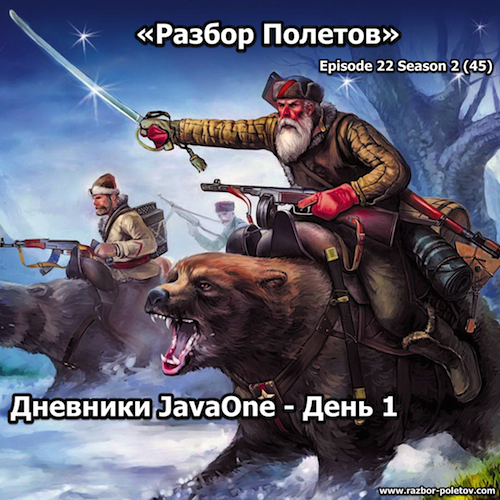 «Разбор Полетов»
Episode 22 Season 2 (45)
Дневники JavaOne - День 1
www.razbor-poletov.com